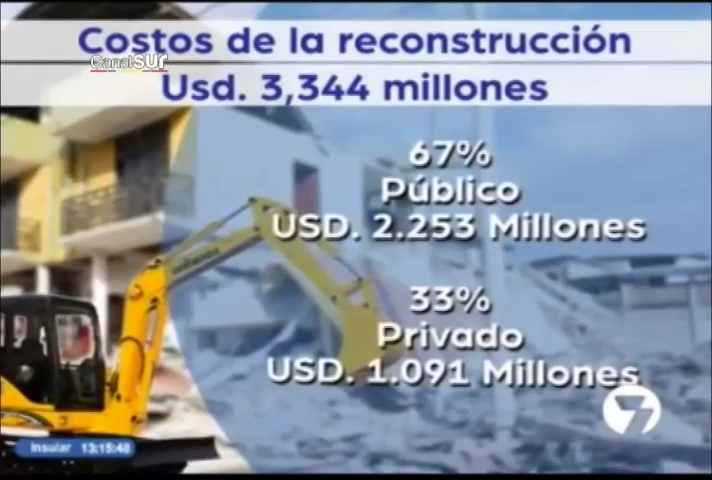 Costos de la reconstrucción
CanalSUr
Usd. 3,344 millones
67%
Público
USD. 2.253 Millones
33%
Privado
USD. 1.091 Millones
7
Insular 13:15:48